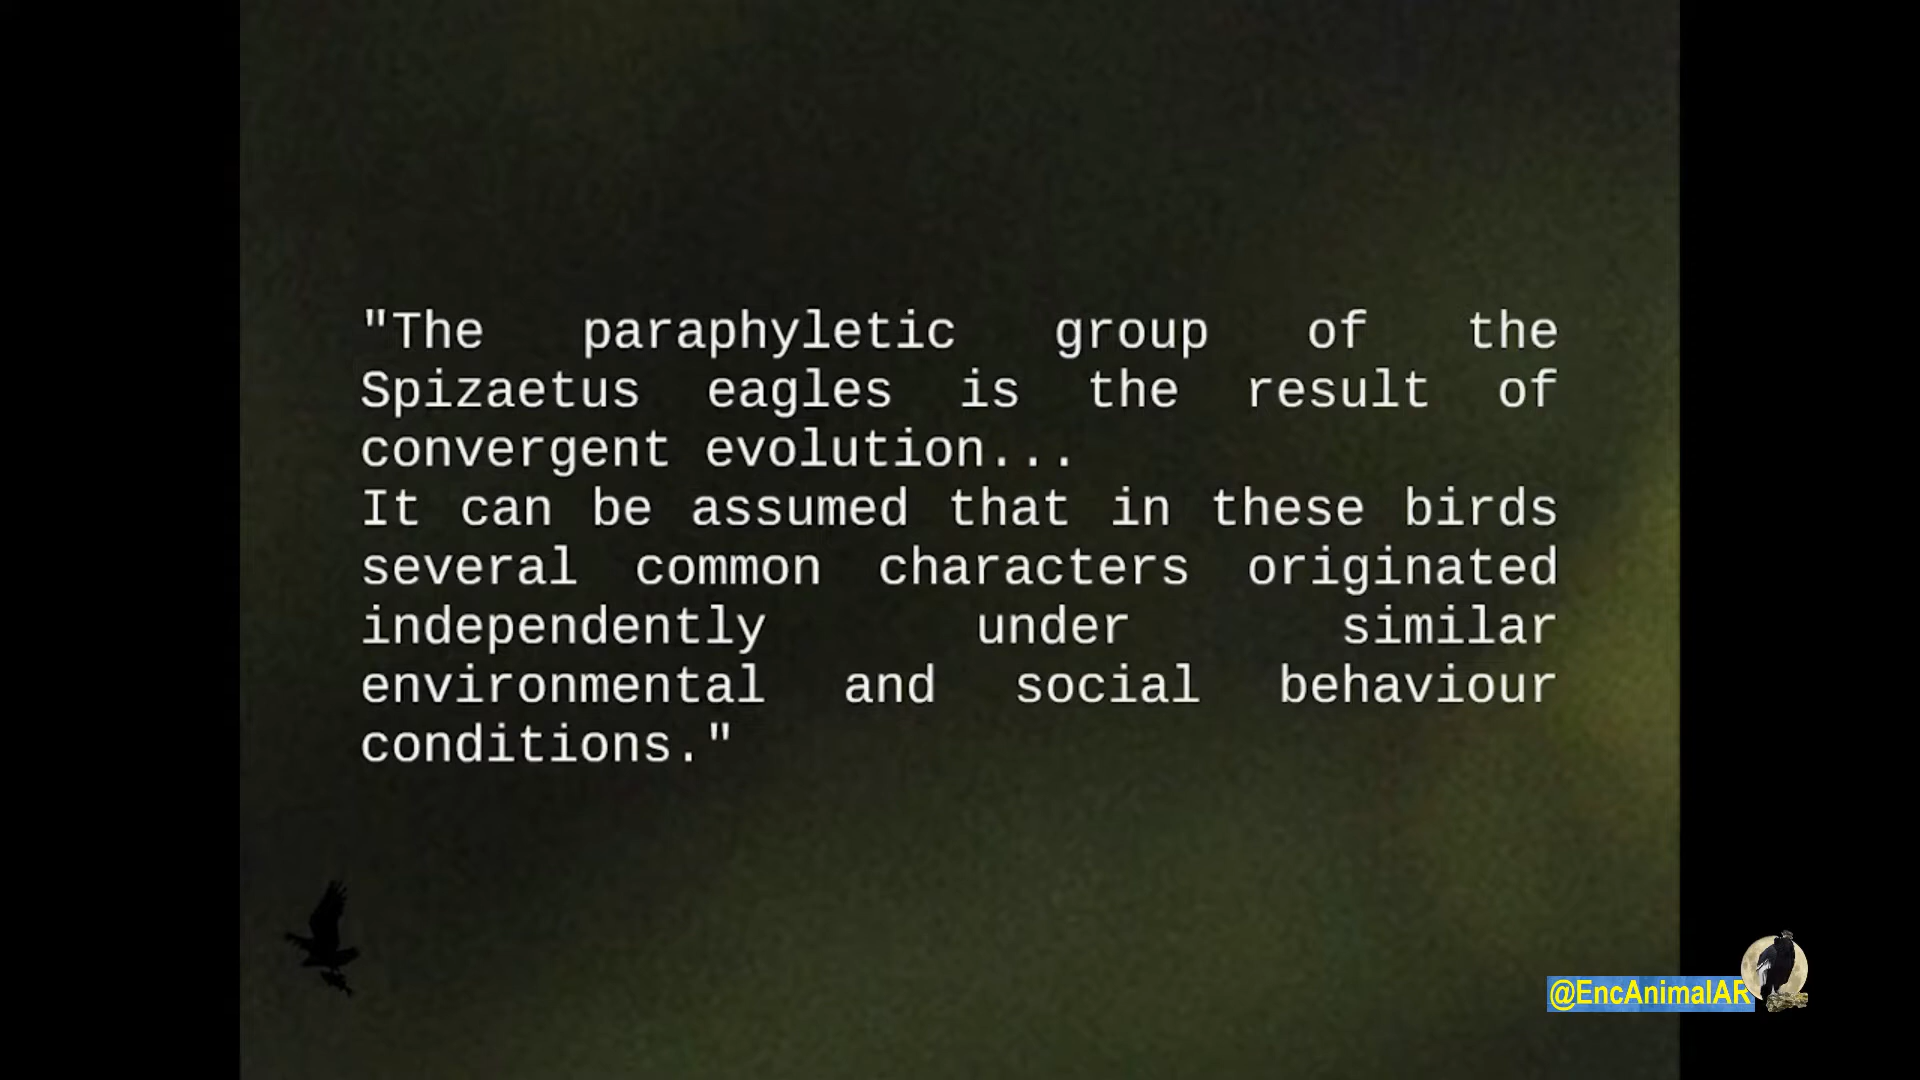 "The paraphyletic group of the
Spizaetus eagles is the result of
convergent evolution...
It can be assumed that in these birds
several common characters originated
independently under similar
environmental and social behaviour
conditions."
@EncAnimalAR